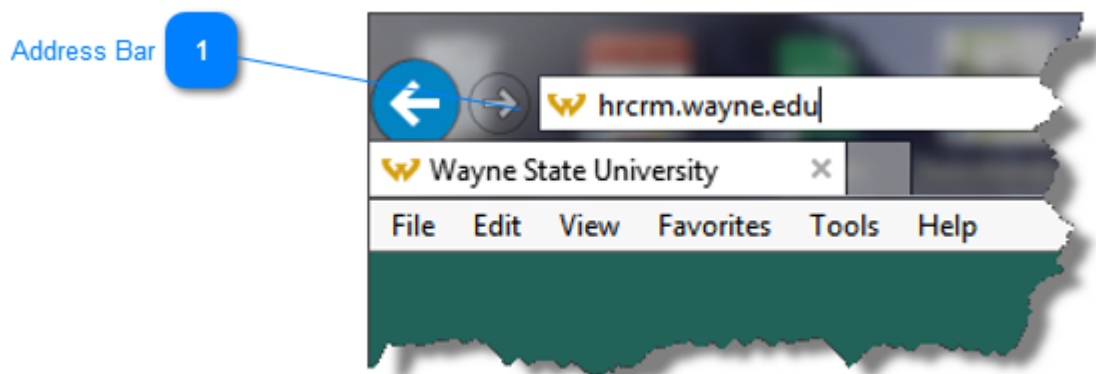 Address Bar 1
hrcrm.wayne.edu
Wayne State University
File Edit View Favorites Tools Help